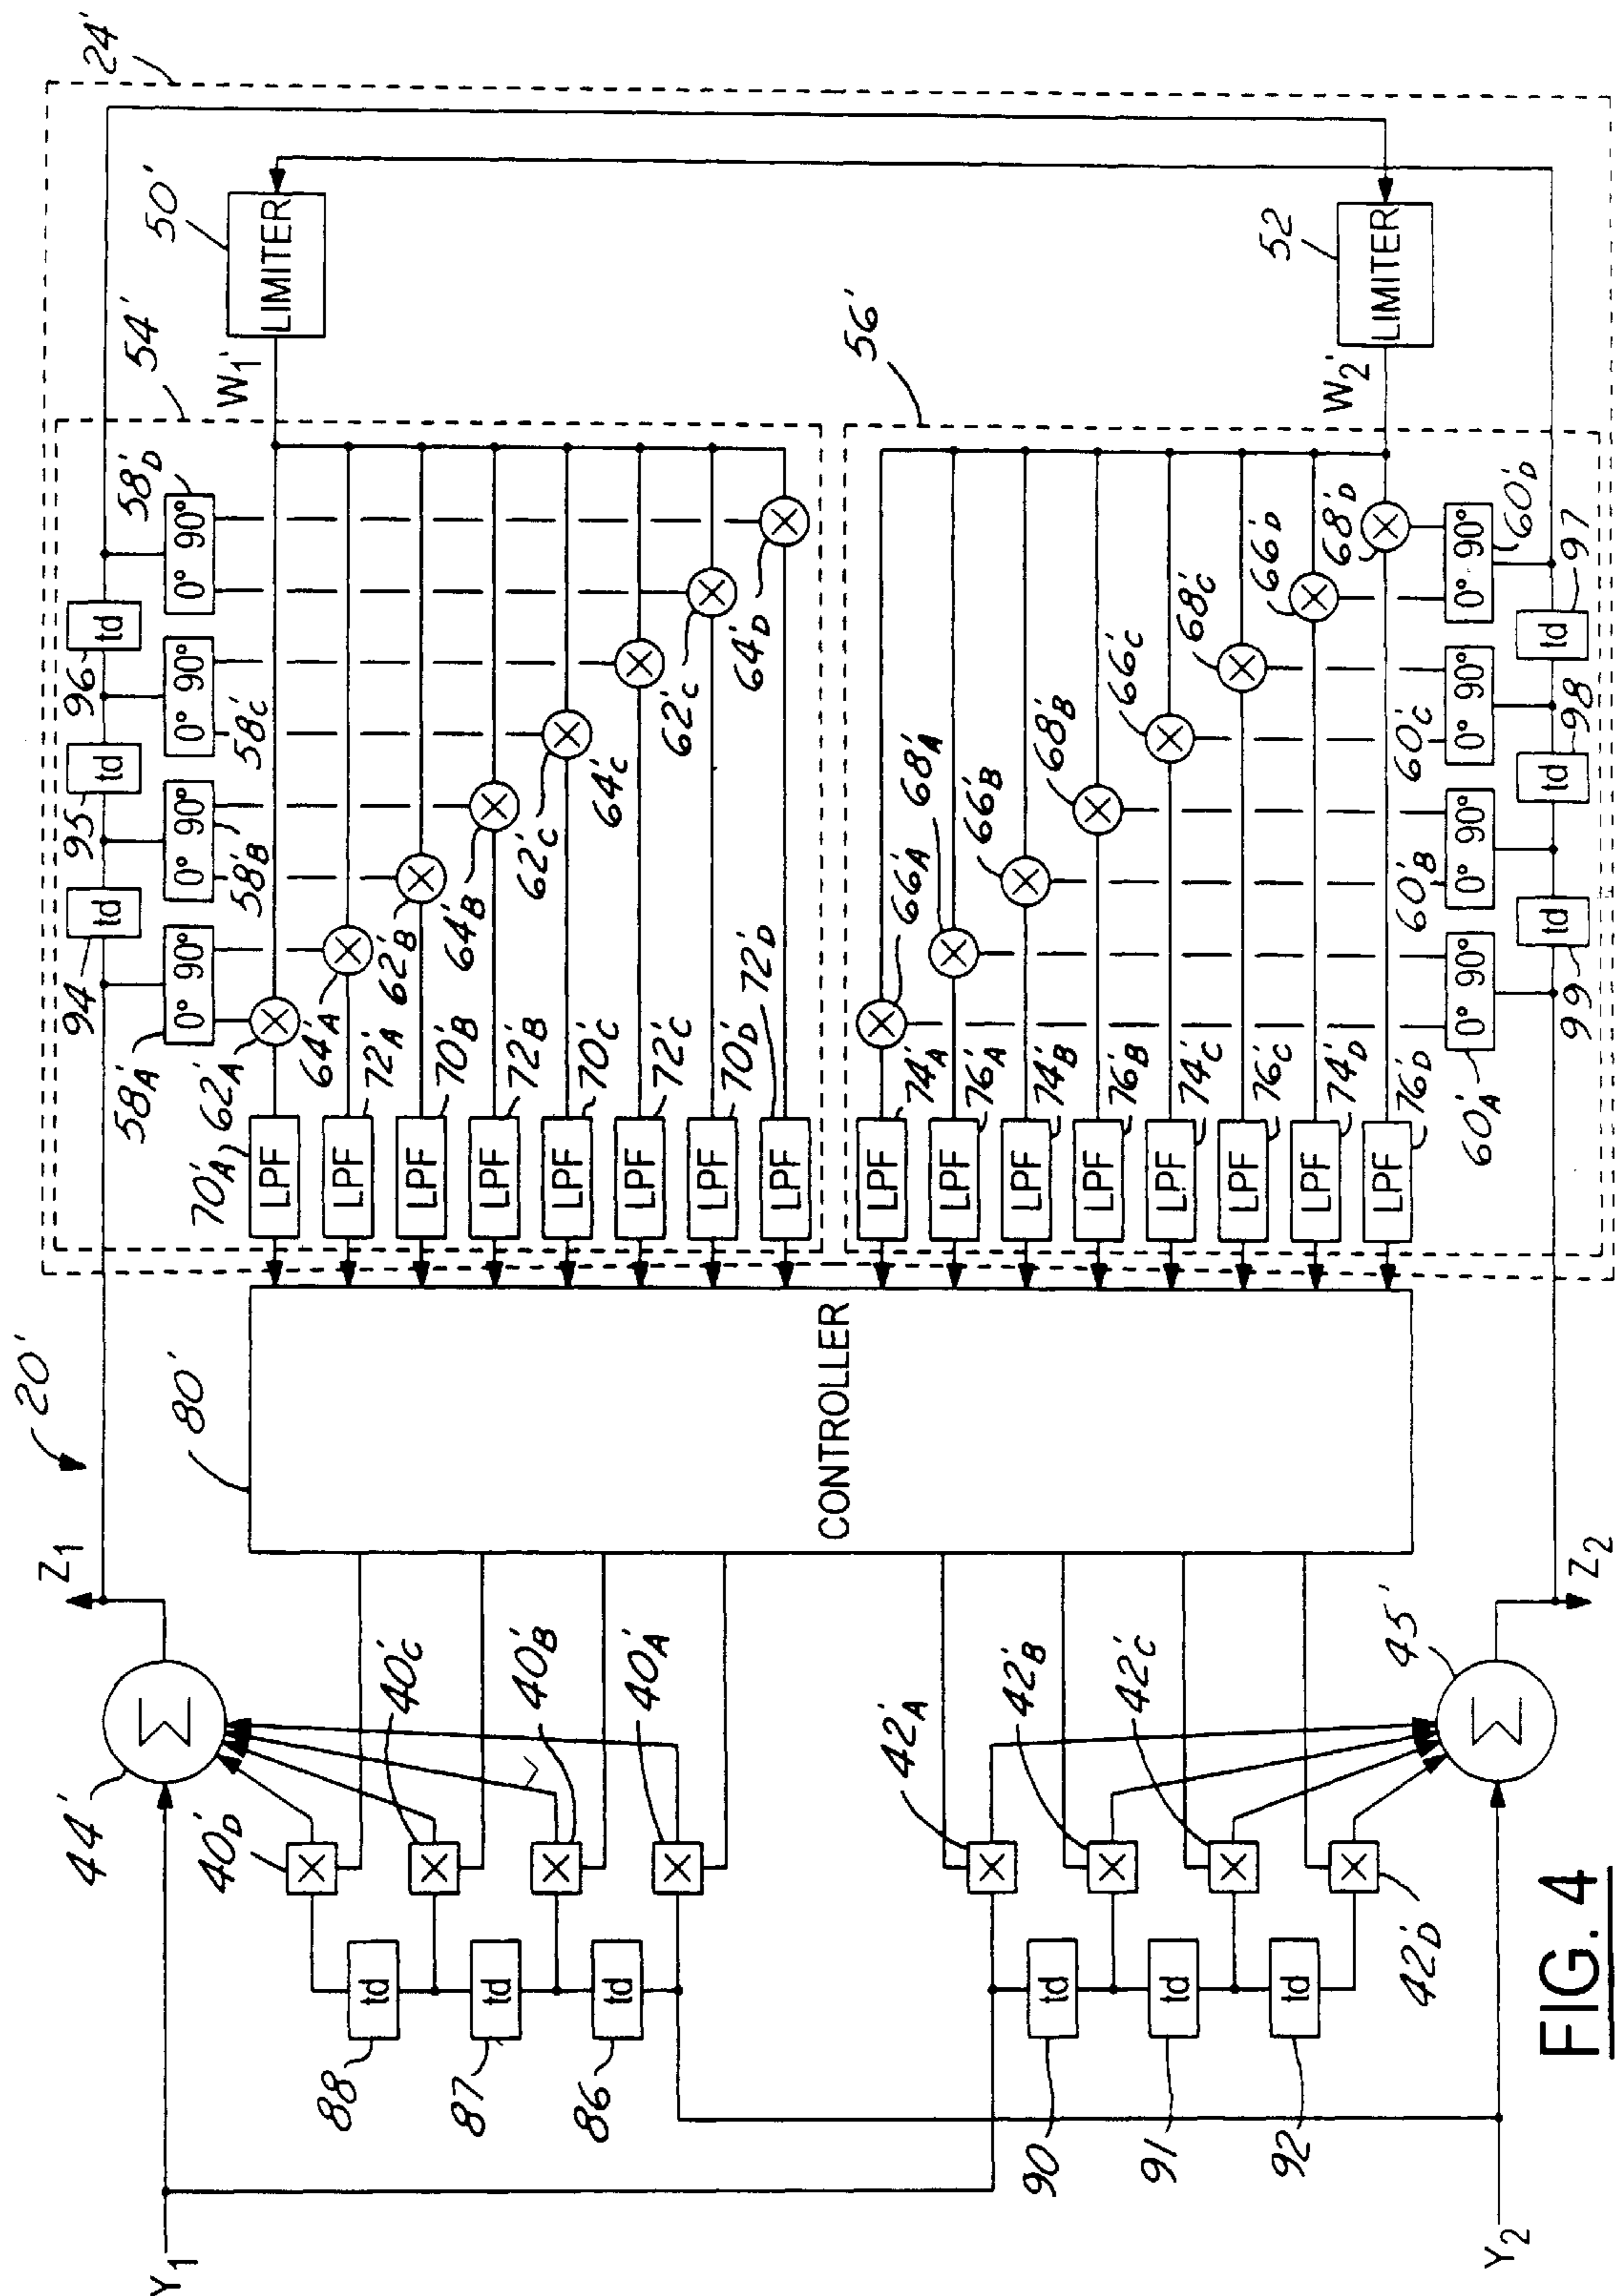 20'
24'
Y1
44'
Z1
80'
58'A
94
95
96
58'B
58'C
58'D
54'
50'
td
td
td
0° 90°
0° 90°
0° 90°
0° 90°
LIMITER
W1'
40'D
40'C
40'B
40'A
88
87
86
td
td
td
Σ
70'A
62'A
64'A
72'A
62'B
70'B
64'B
72'B
62'C
70'C
64'C
72'C
62'C
70'D
64'D
72'D
LPF
LPF
LPF
LPF
LPF
LPF
LPF
LPF
CONTROLLER
56'
42'A
42'B
42'C
42'D
90
91
92
td
td
td
Σ
45'
66'A
74'A
68'A
76'A
66'B
74'B
68'B
76'B
66'C
74'C
68'C
76'C
66'D
74'D
68'D
76'D
LPF
LPF
LPF
LPF
LPF
LPF
LPF
LPF
W2'
52
LIMITER
0° 90°
0° 90°
0° 90°
0° 90°
60'A
60'B
60'C
60'D
td
td
td
99
98
97
Y2
Z2
FIG. 4